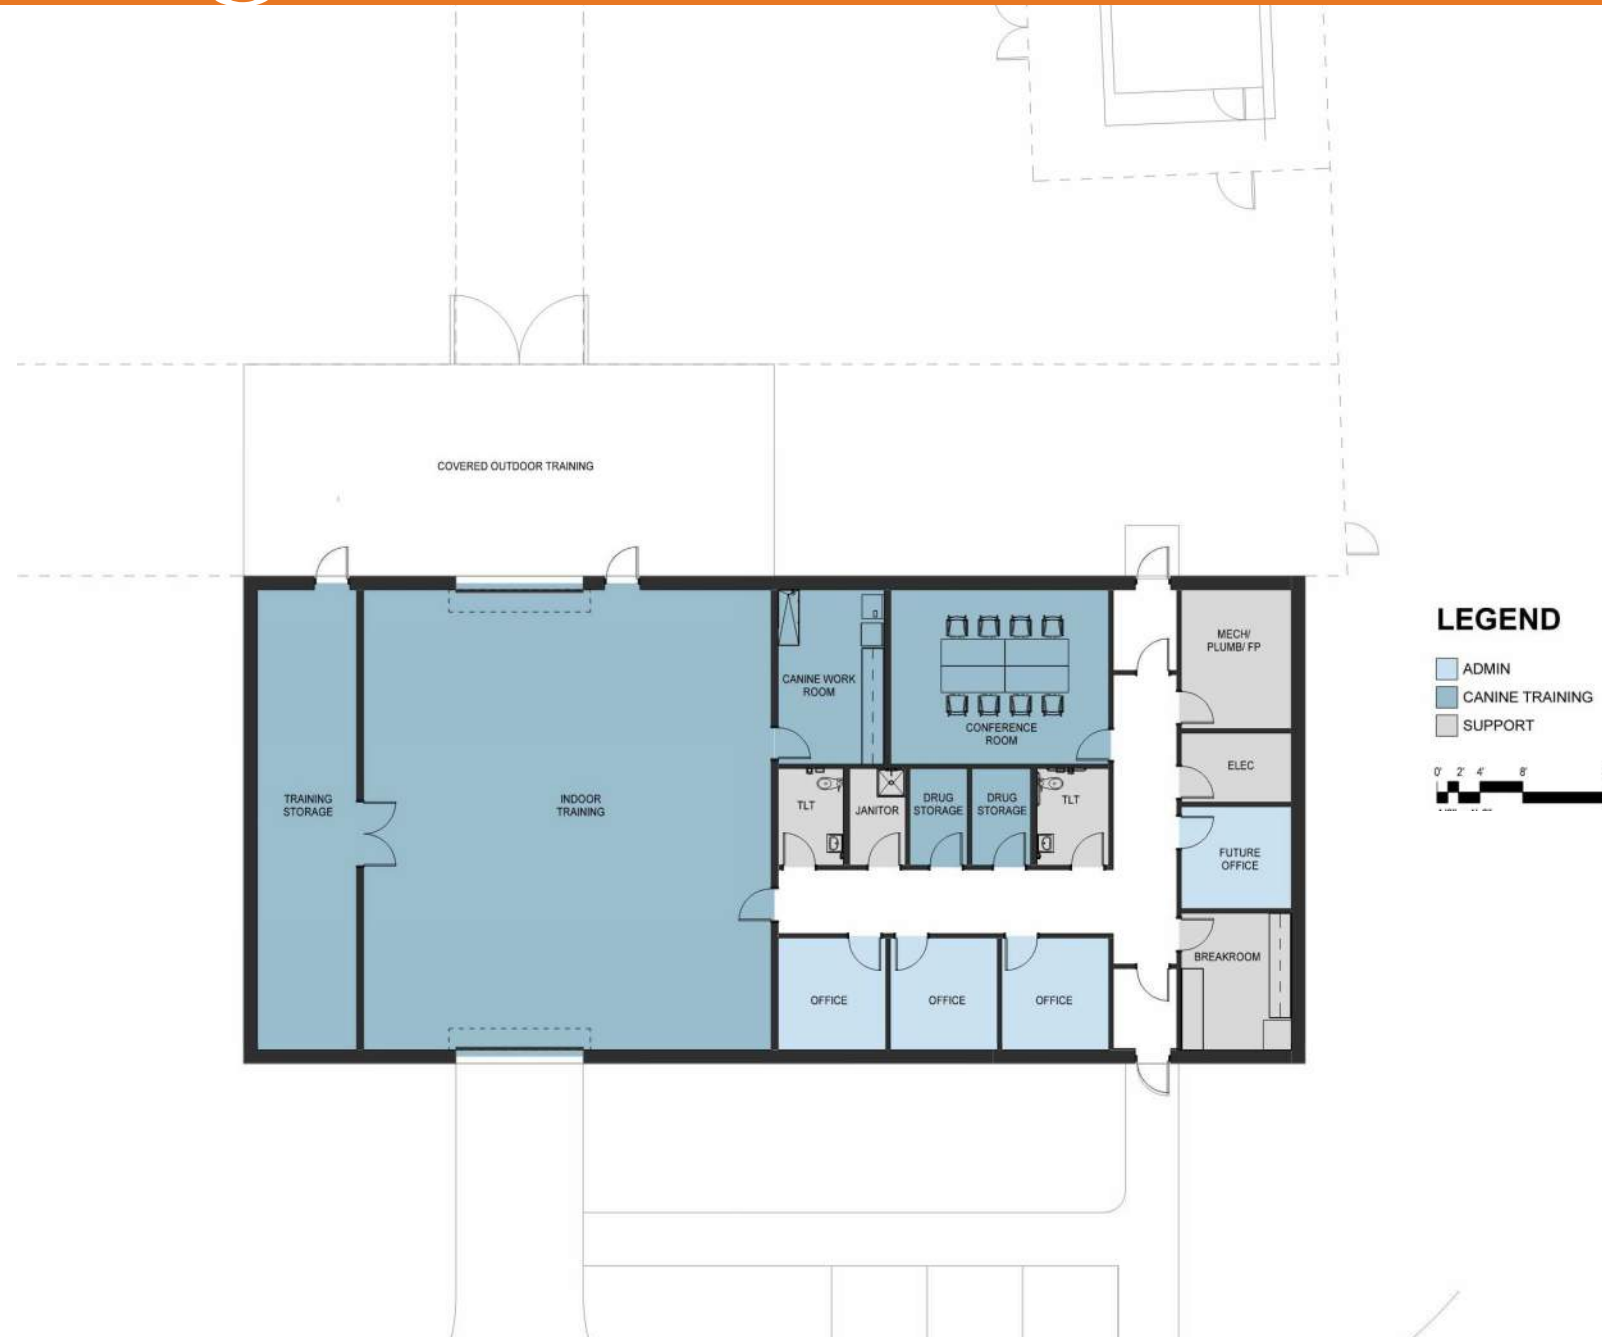 COVERED OUTDOOR TRAINING
MECH/
PLUMB/ FP
CANINE WORK
ROOM
CONFERENCE
ROOM
ELEC
TRAINING
STORAGE
INDOOR
TRAINING
TLT
JANITOR
DRUG
STORAGE
DRUG
STORAGE
TLT
FUTURE
OFFICE
BREAKROOM
OFFICE
OFFICE
OFFICE
LEGEND
ADMIN
CANINE TRAINING
SUPPORT
0' 2' 4' 8'